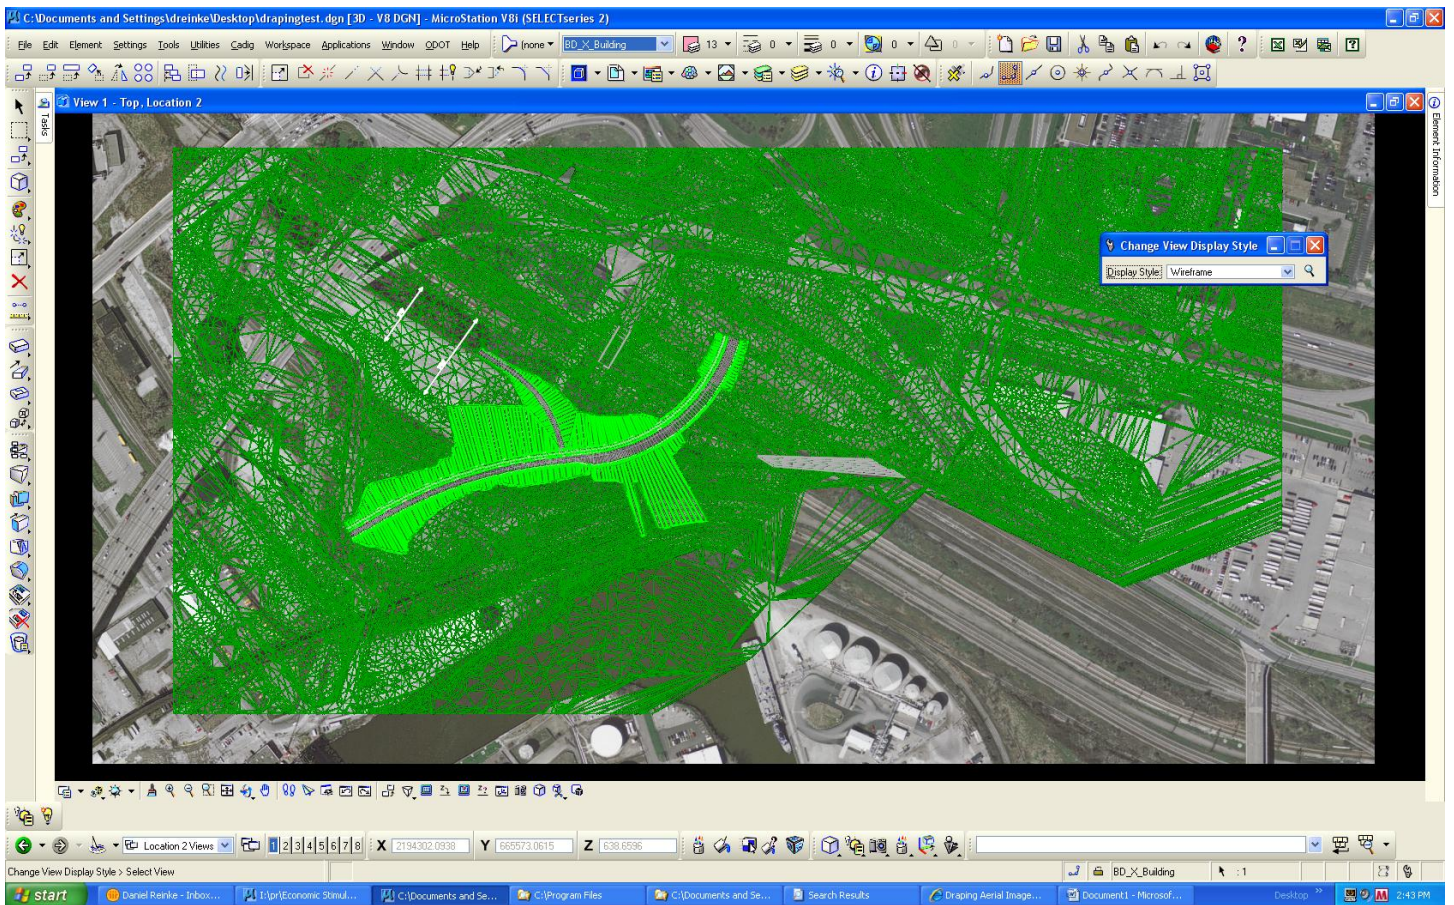 C:\Documents and Settings\dreinke\Desktop\drapingtest.dgn [3D - V8 DGN] - MicroStation V8i (SELECTseries 2)
File Edit Element Settings Tools Utilities Cadig Workspace Applications Window ODOT Help (none BD_X_Building 13 0 0 0 0
View 1 - Top, Location 2
Tasks
Element Information
Change View Display Style
Display Style: Wireframe
Location 2 Views 1 2 3 4 5 6 7 8 X 2194302.0938 Y 665573.0615 Z 638.6596
Change View Display Style > Select View BD_X_Building : 1
start Daniel Reinke - Inbox... I:\pr\Economic Stimul... C:\Documents and Se... C:\Program Files C:\Documents and Se... Search Results Draping Aerial Image... Document1 - Microsof... Desktop » 2:43 PM